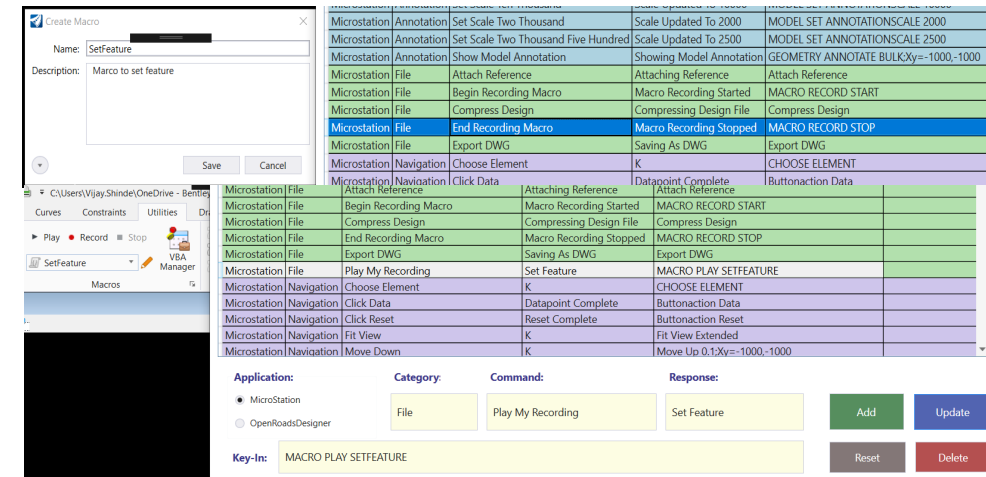 Create Macro
Name: SetFeature
Description: Marco to set feature
Save Cancel
Microstation Annotation Set Scale Two Thousand Scale Updated To 2000 MODEL SET ANNOTATIONSCALE 2000
Microstation Annotation Set Scale Two Thousand Five Hundred Scale Updated To 2500 MODEL SET ANNOTATIONSCALE 2500
Microstation Annotation Show Model Annotation Showing Model Annotation GEOMETRY ANNOTATE BULK;Xy=-1000,-1000
Microstation File Attach Reference Attaching Reference Attach Reference
Microstation File Begin Recording Macro Macro Recording Started MACRO RECORD START
Microstation File Compress Design Compressing Design File Compress Design
Microstation File End Recording Macro Macro Recording Stopped MACRO RECORD STOP
Microstation File Export DWG Saving As DWG Export DWG
Microstation Navigation Choose Element K CHOOSE ELEMENT
Microstation Navigation Click Data Datapoint Complete Buttonaction Data
C:\Users\Vijay.Shinde\OneDrive - Bentley
Curves Constraints Utilities Dr
Play Record Stop
SetFeature
VBA
Manager
Macros
Microstation File Attach Reference Attaching Reference Attach Reference
Microstation File Begin Recording Macro Macro Recording Started MACRO RECORD START
Microstation File Compress Design Compressing Design File Compress Design
Microstation File End Recording Macro Macro Recording Stopped MACRO RECORD STOP
Microstation File Export DWG Saving As DWG Export DWG
Microstation File Play My Recording Set Feature MACRO PLAY SETFEATURE
Microstation Navigation Choose Element K CHOOSE ELEMENT
Microstation Navigation Click Data Datapoint Complete Buttonaction Data
Microstation Navigation Click Reset Reset Complete Buttonaction Reset
Microstation Navigation Fit View K Fit View Extended
Microstation Navigation Move Down K Move Up 0.1;Xy=-1000,-1000
Application: Category: Command: Response:
MicroStation
OpenRoadsDesigner
File Play My Recording Set Feature Add Update
Key-In: MACRO PLAY SETFEATURE Reset Delete